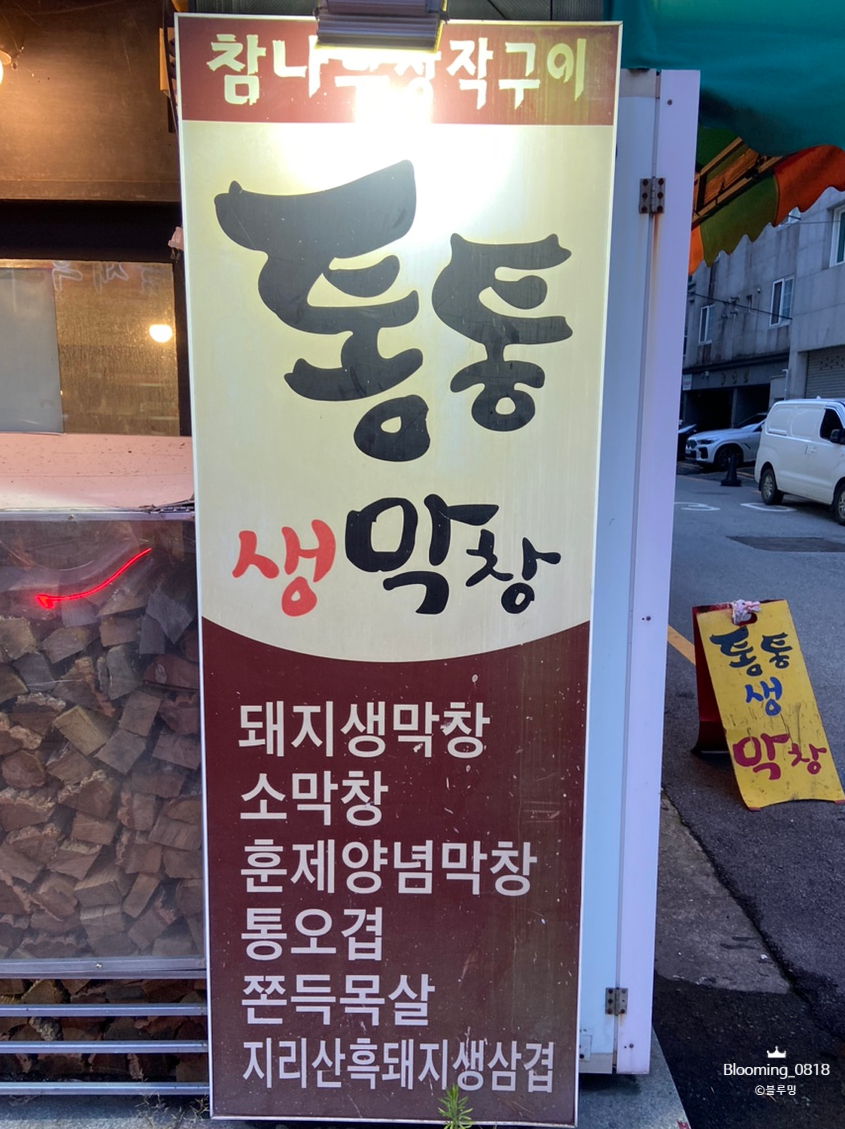 참나무장작구이
통통
생막창
돼지생막창
소막창
훈제양념막창
통오겹
쫀득목살
지리산흑돼지생삼겹
통통
생
막창
Blooming_0818
©블루밍